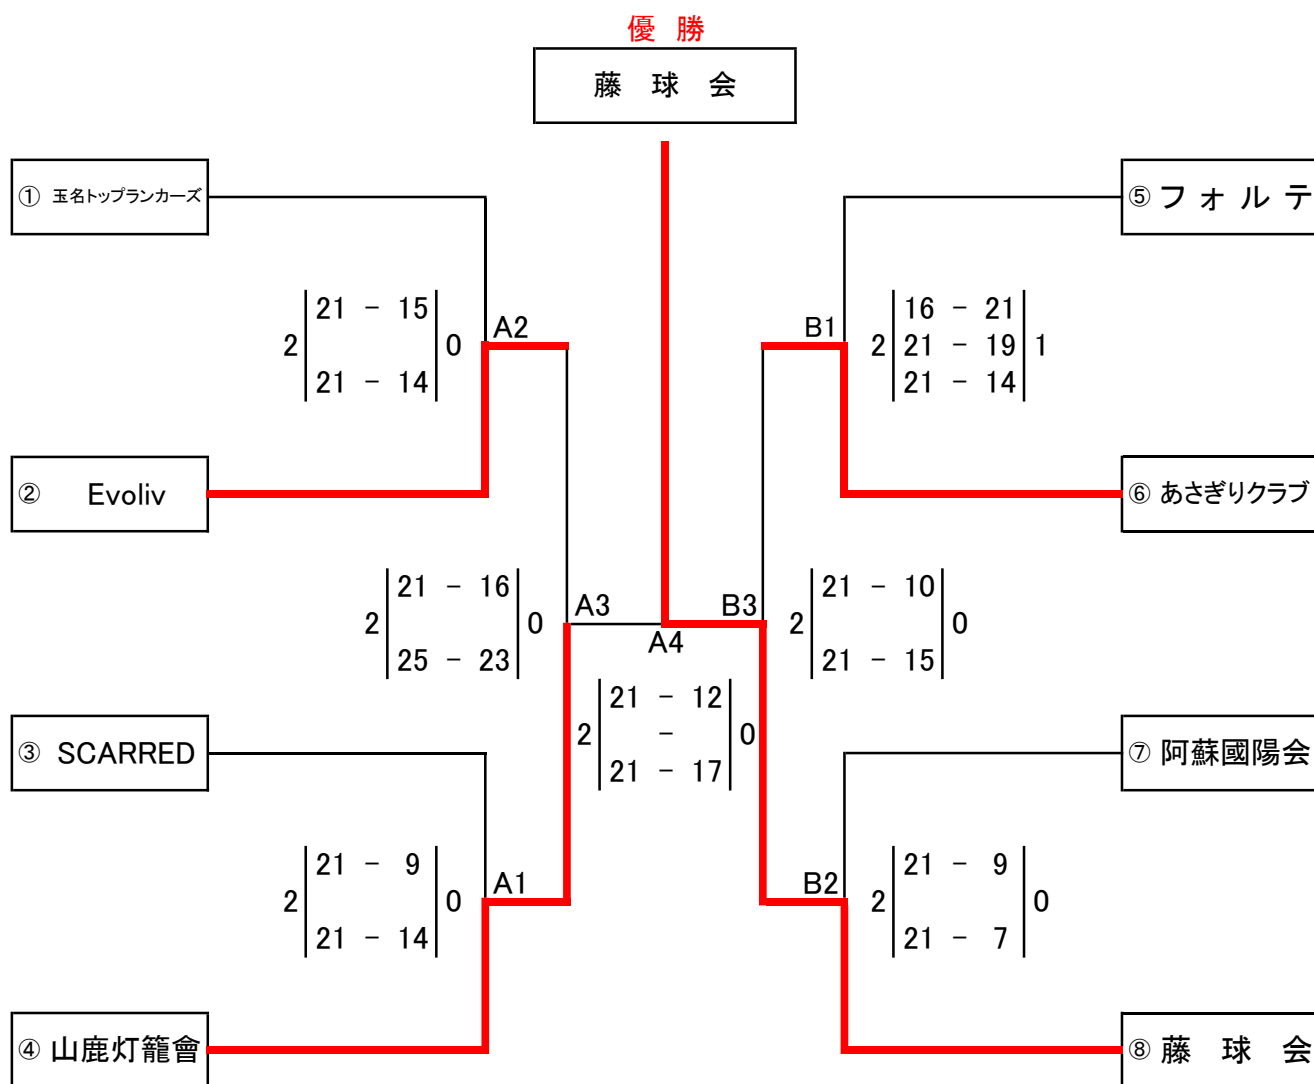 優 勝
藤 球 会
① 玉名トップランカーズ
⑤ フ ォ ル テ
21 - 15
2 0
21 - 14
A2
B1
16 - 21
2 21 - 19 1
21 - 14
② Evoliv
⑥ あさぎりクラブ
21 - 16
2 0
25 - 23
A3
B3
A4
21 - 10
2 0
21 - 15
21 - 12
2 - 0
21 - 17
③ SCARRED
⑦ 阿蘇國陽会
21 - 9
2 0
21 - 14
A1
B2
21 - 9
2 0
21 - 7
④ 山鹿灯籠會
⑧ 藤 球 会